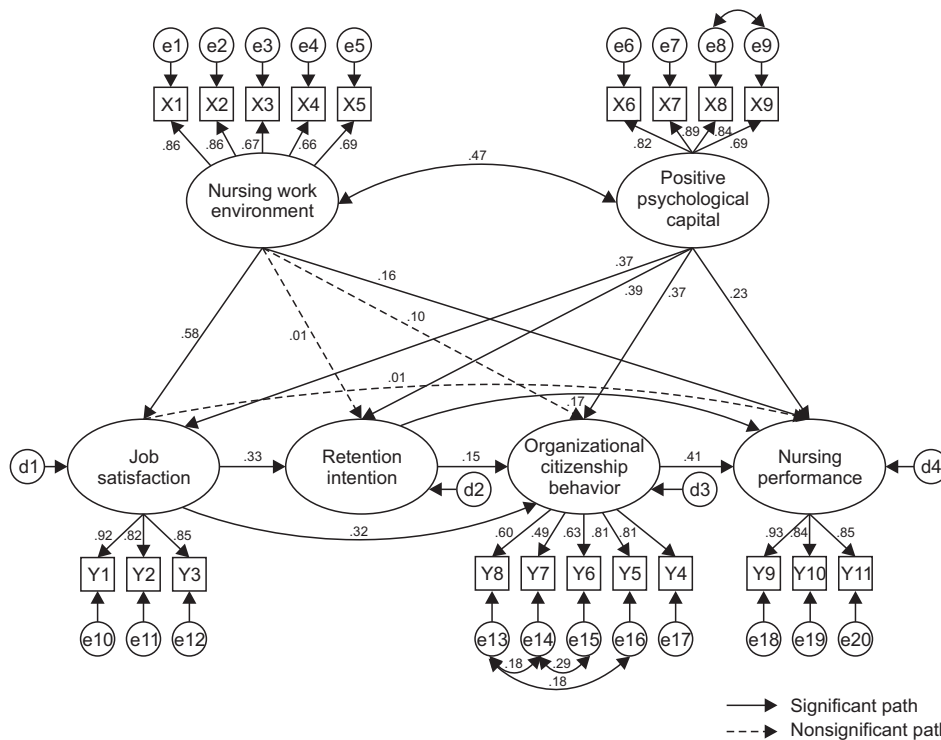 e1 e2 e3 e4 e5 e6 e7 e8 e9
X1 X2 X3 X4 X5 X6 X7 X8 X9
.86 .86 .67 .66 .69 .82 .89 .84 .69
.47
Nursing work
environment
Positive
psychological
capital
.58 .01 .10 .16 .37 .39 .37 .23
.01
.17
d1
Job
satisfaction
.33
Retention
intention
.15
d2
Organizational
citizenship
behavior
.41
d3
Nursing
performance
d4
.32
.92 .82 .85 .60 .49 .63 .81 .81 .93 .84 .85
Y1 Y2 Y3 Y8 Y7 Y6 Y5 Y4 Y9 Y10 Y11
e10 e11 e12 e13 e14 e15 e16 e17 e18 e19 e20
.18 .29
.18
Significant path
Nonsignificant path